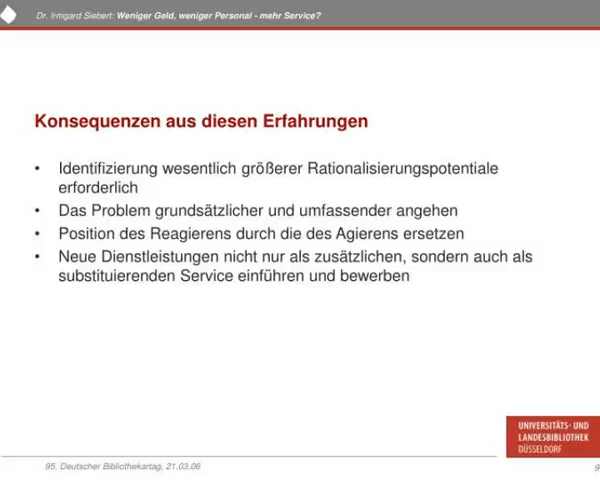 Dr. Irmgard Siebert: Weniger Geld, weniger Personal - mehr Service?
Konsequenzen aus diesen Erfahrungen
• Identifizierung wesentlich größerer Rationalisierungspotentiale
erforderlich
• Das Problem grundsätzlicher und umfassender angehen
• Position des Reagierens durch die des Agierens ersetzen
• Neue Dienstleistungen nicht nur als zusätzlichen, sondern auch als
substituierenden Service einführen und bewerben
UNIVERSITÄTS- UND
LANDESBIBLIOTHEK
DÜSSELDORF
95. Deutscher Bibliothekartag, 21.03.06
9